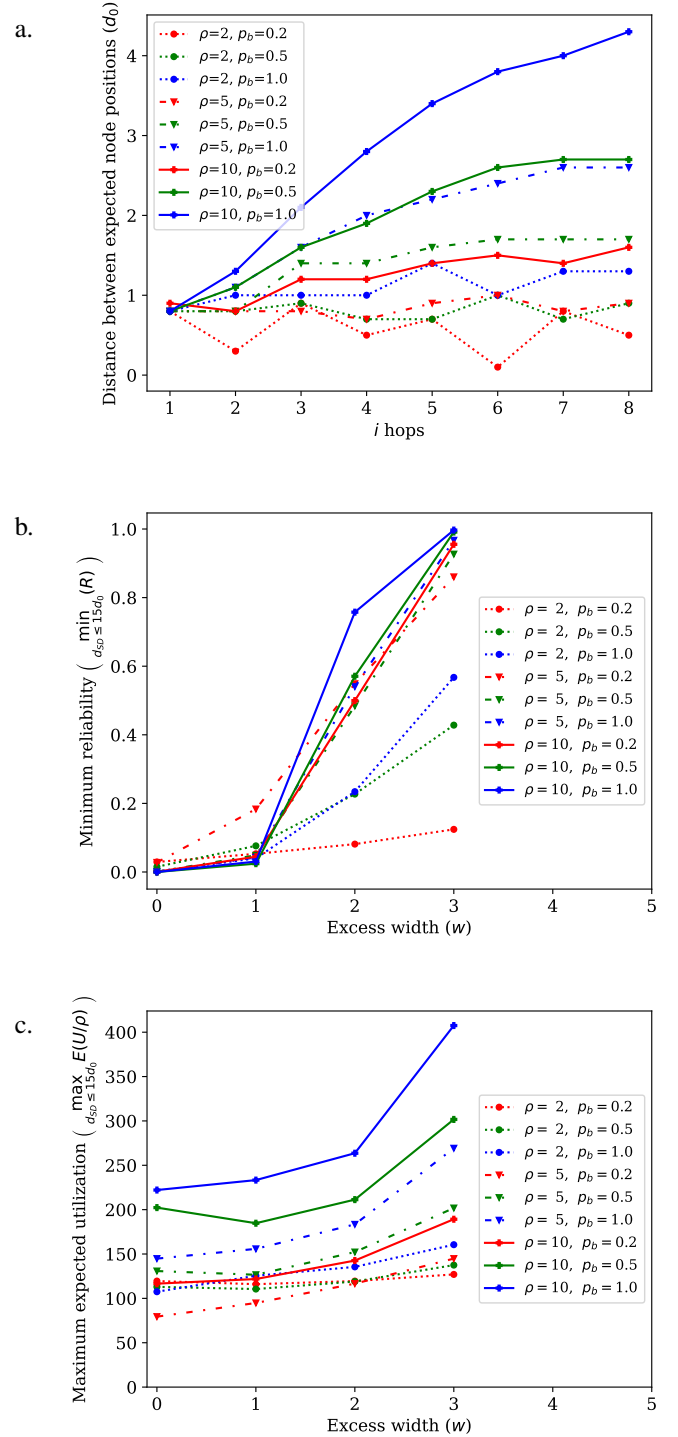 a.
Distance between expected node positions (d₀)
4
3
2
1
0
ρ=2, p_b=0.2
ρ=2, p_b=0.5
ρ=2, p_b=1.0
ρ=5, p_b=0.2
ρ=5, p_b=0.5
ρ=5, p_b=1.0
ρ=10, p_b=0.2
ρ=10, p_b=0.5
ρ=10, p_b=1.0
1 2 3 4 5 6 7 8
i hops
b.
Minimum reliability ( min_{d_{SD} ≤ 15d₀} (R) )
1.0
0.8
0.6
0.4
0.2
0.0
ρ = 2, p_b = 0.2
ρ = 2, p_b = 0.5
ρ = 2, p_b = 1.0
ρ = 5, p_b = 0.2
ρ = 5, p_b = 0.5
ρ = 5, p_b = 1.0
ρ = 10, p_b = 0.2
ρ = 10, p_b = 0.5
ρ = 10, p_b = 1.0
0 1 2 3 4 5
Excess width (w)
c.
Maximum expected utilization ( max_{d_{SD} ≤ 15d₀} E(U/ρ) )
400
350
300
250
200
150
100
50
0
ρ = 2, p_b = 0.2
ρ = 2, p_b = 0.5
ρ = 2, p_b = 1.0
ρ = 5, p_b = 0.2
ρ = 5, p_b = 0.5
ρ = 5, p_b = 1.0
ρ = 10, p_b = 0.2
ρ = 10, p_b = 0.5
ρ = 10, p_b = 1.0
0 1 2 3 4 5
Excess width (w)